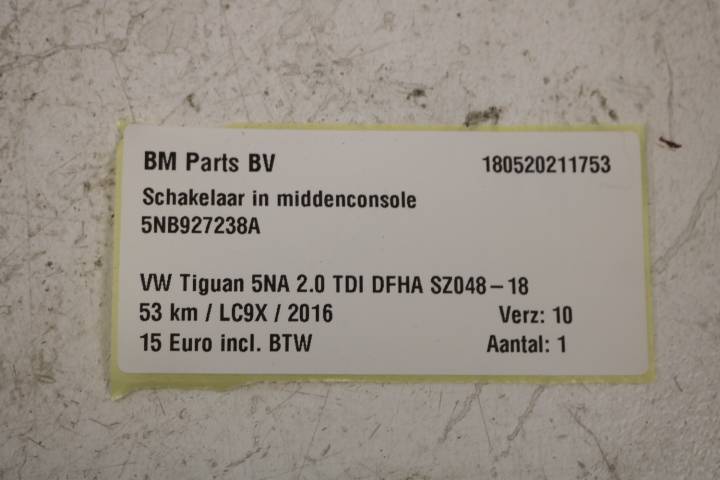 BM Parts BV 180520211753
Schakelaar in middenconsole
5NB927238A
VW Tiguan 5NA 2.0 TDI DFHA SZ048-18
53 km / LC9X / 2016 Verz: 10
15 Euro incl. BTW Aantal: 1